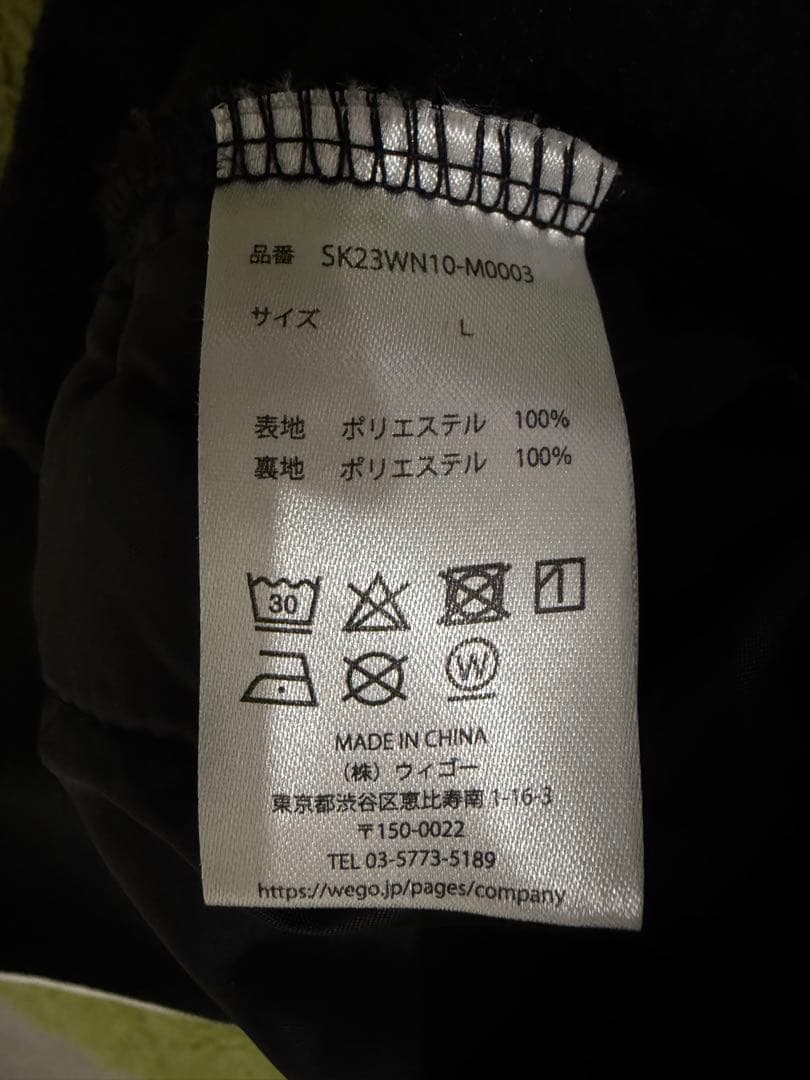 品番 SK23WN10-M0003
サイズ L
表地 ポリエステル 100%
裏地 ポリエステル 100%
30
W
MADE IN CHINA
（株）ウィゴー
東京都渋谷区恵比寿南 1-16-3
〒150-0022
TEL 03-5773-5189
https://wego.jp/pages/company